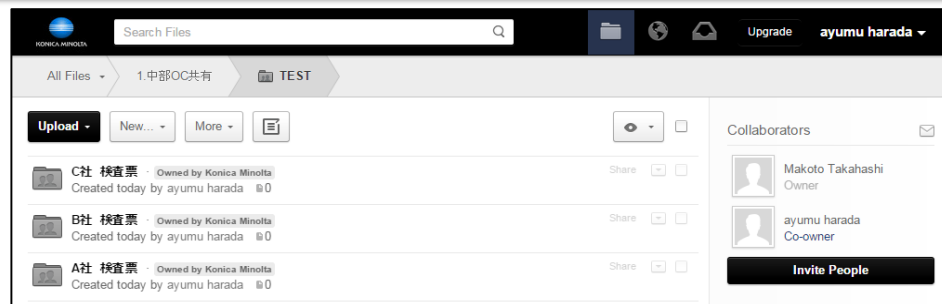 KONICA MINOLTA
Search Files
Upgrade
ayumu harada
All Files
1.中部OC共有
TEST
Upload
New...
More
Collaborators
C社 検査票 · Owned by Konica Minolta
Share
Created today by ayumu harada 0
Makoto Takahashi
Owner
B社 検査票 · Owned by Konica Minolta
Share
Created today by ayumu harada 0
ayumu harada
Co-owner
A社 検査票 · Owned by Konica Minolta
Share
Created today by ayumu harada 0
Invite People